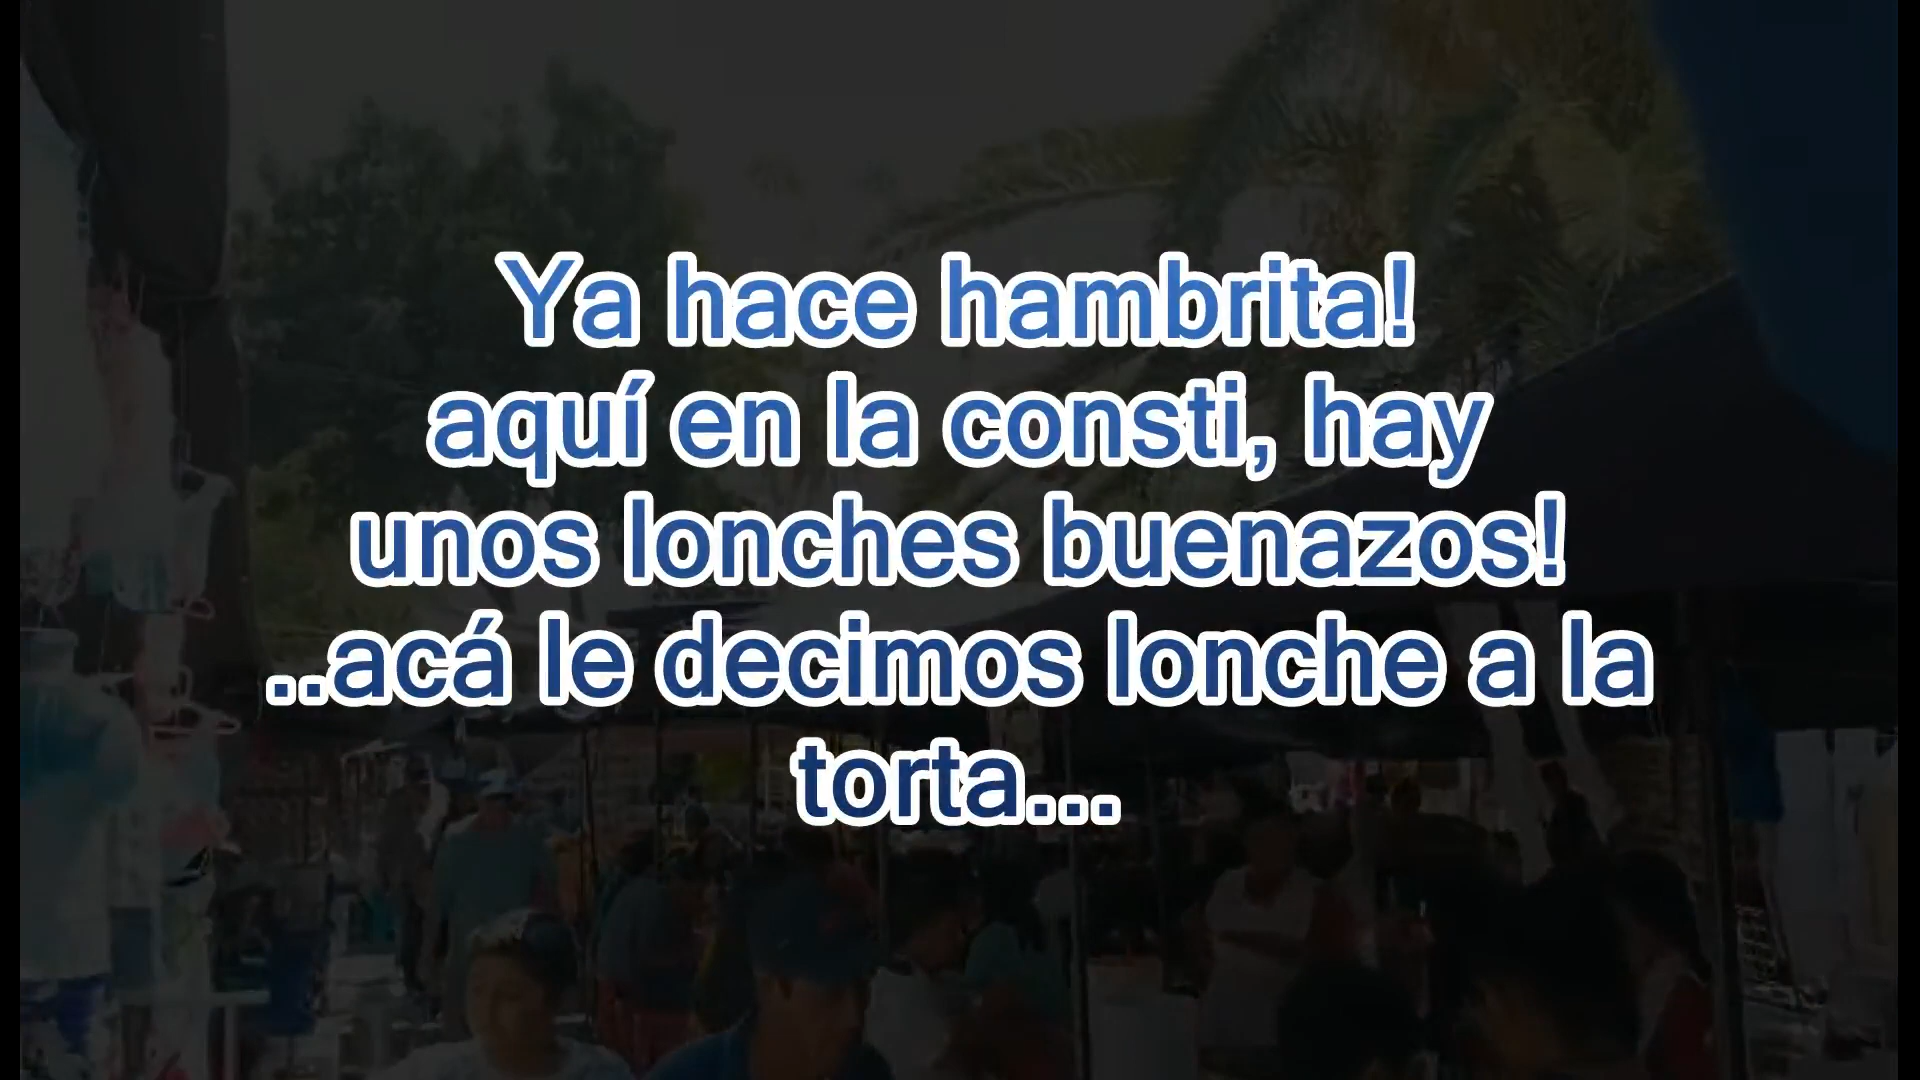 Ya hace hambrita!
aquí en la consti, hay
unos lonches buenazos!
..acá le decimos lonche a la
torta...